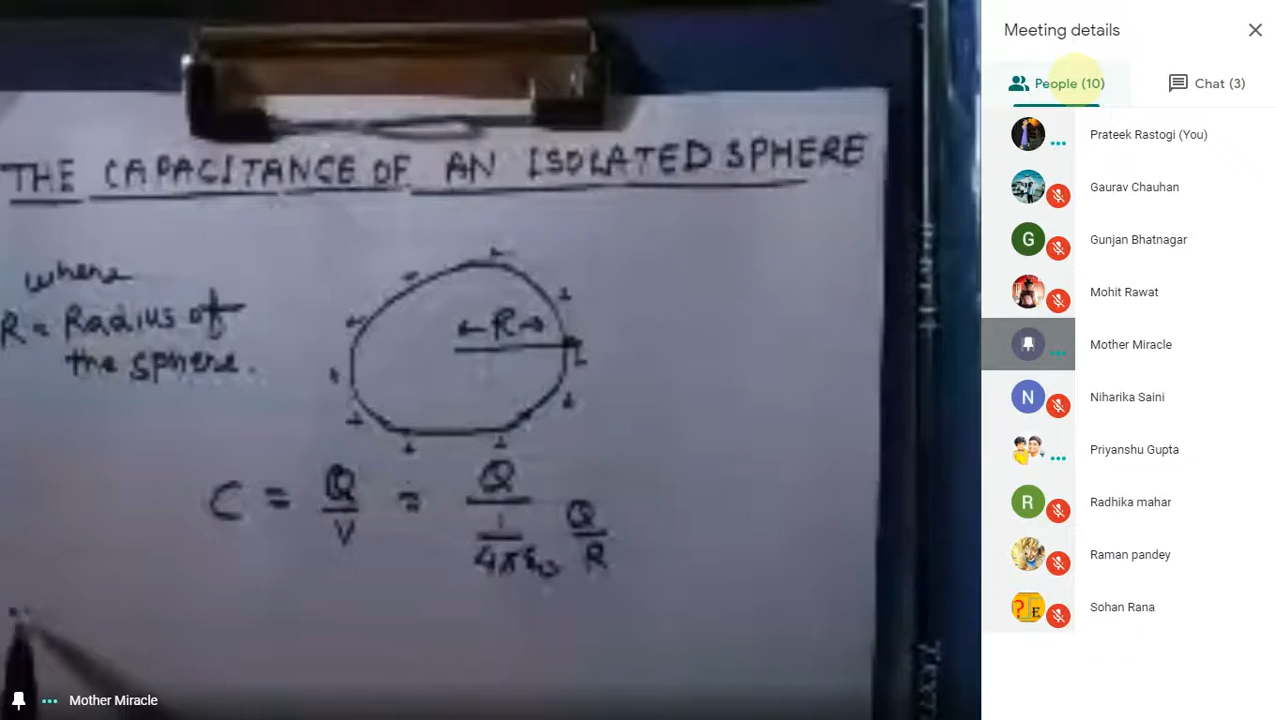 THE CAPACITANCE OF AN ISOLATED SPHERE
where
R = Radius of
the sphere.
← R →
C = Q/V = Q / (1/4πε₀ Q/R)
Mother Miracle
Meeting details
People (10)
Chat (3)
Prateek Rastogi (You)
Gaurav Chauhan
G
Gunjan Bhatnagar
Mohit Rawat
Mother Miracle
N
Niharika Saini
Priyanshu Gupta
R
Radhika mahar
Raman pandey
? E
Sohan Rana